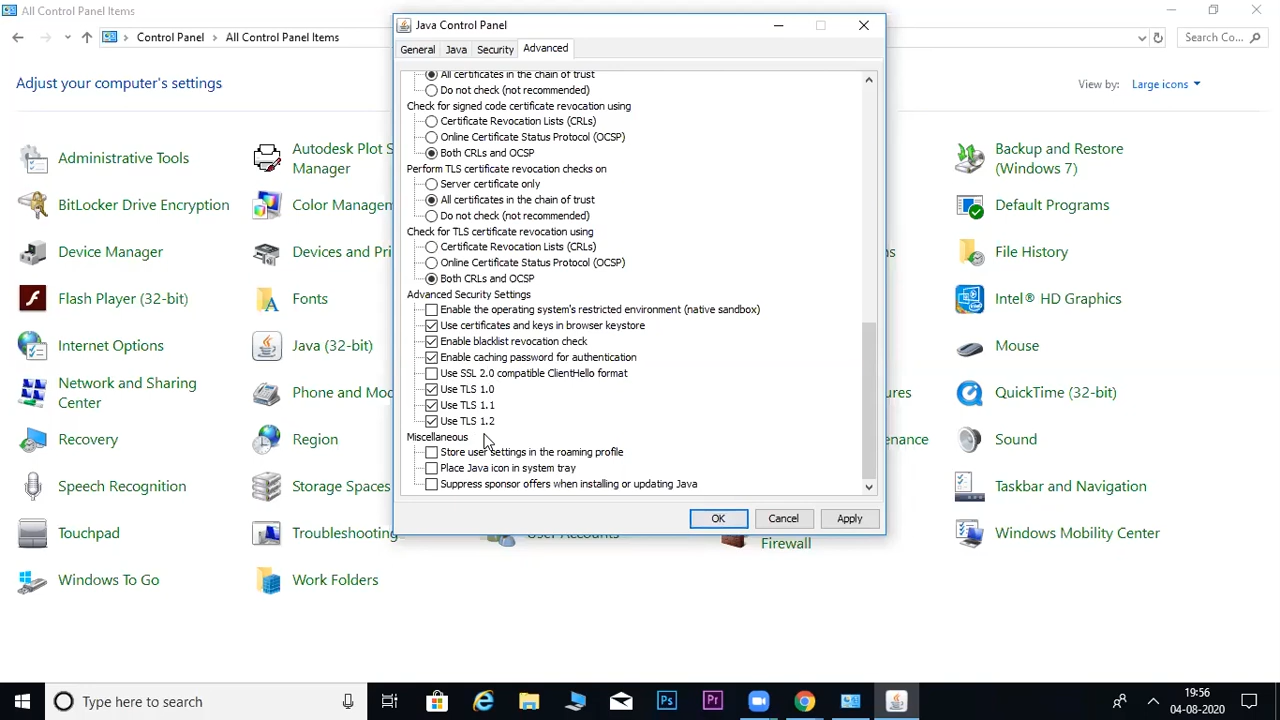 All Control Panel Items
Java Control Panel
Control Panel
All Control Panel Items
Search Co...
General
Java
Security
Advanced
Adjust your computer's settings
View by: Large icons
All certificates in the chain of trust
Do not check (not recommended)
Check for signed code certificate revocation using
Certificate Revocation Lists (CRLs)
Online Certificate Status Protocol (OCSP)
Both CRLs and OCSP
Perform TLS certificate revocation checks on
Server certificate only
All certificates in the chain of trust
Do not check (not recommended)
Check for TLS certificate revocation using
Certificate Revocation Lists (CRLs)
Online Certificate Status Protocol (OCSP)
Both CRLs and OCSP
Advanced Security Settings
Enable the operating system's restricted environment (native sandbox)
Use certificates and keys in browser keystore
Enable blacklist revocation check
Enable caching password for authentication
Use SSL 2.0 compatible ClientHello format
Use TLS 1.0
Use TLS 1.1
Use TLS 1.2
Miscellaneous
Store user settings in the roaming profile
Place Java icon in system tray
Suppress sponsor offers when installing or updating Java
OK
Cancel
Apply
Administrative Tools
Autodesk Plot S
Manager
Backup and Restore
(Windows 7)
BitLocker Drive Encryption
Color Managem
Default Programs
Device Manager
Devices and Pri
File History
Flash Player (32-bit)
Fonts
Intel® HD Graphics
Internet Options
Java (32-bit)
Mouse
Network and Sharing
Center
Phone and Mod
QuickTime (32-bit)
Recovery
Region
Sound
Speech Recognition
Storage Spaces
Taskbar and Navigation
Touchpad
Troubleshooting
User Accounts
Firewall
Windows Mobility Center
Windows To Go
Work Folders
Type here to search
Ps
Pr
19:56
04-08-2020